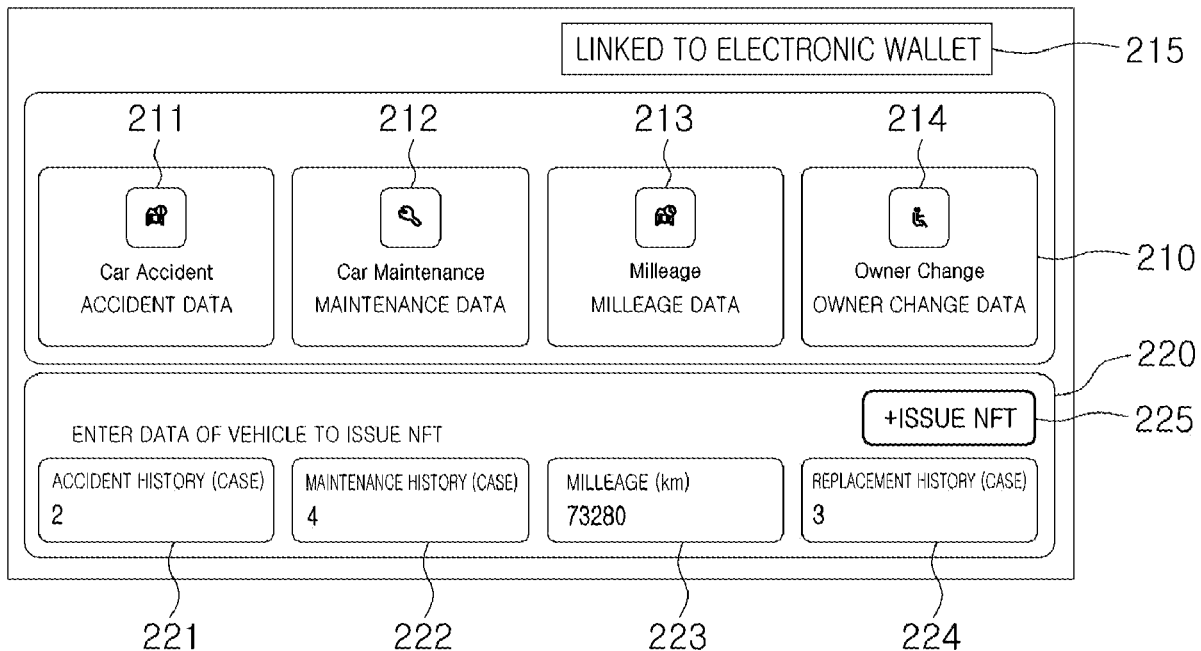 LINKED TO ELECTRONIC WALLET
215
211
212
213
214
Car Accident
ACCIDENT DATA
Car Maintenance
MAINTENANCE DATA
Milleage
MILLEAGE DATA
Owner Change
OWNER CHANGE DATA
210
220
+ISSUE NFT
225
ENTER DATA OF VEHICLE TO ISSUE NFT
ACCIDENT HISTORY (CASE)
2
MAINTENANCE HISTORY (CASE)
4
MILLEAGE (km)
73280
REPLACEMENT HISTORY (CASE)
3
221
222
223
224